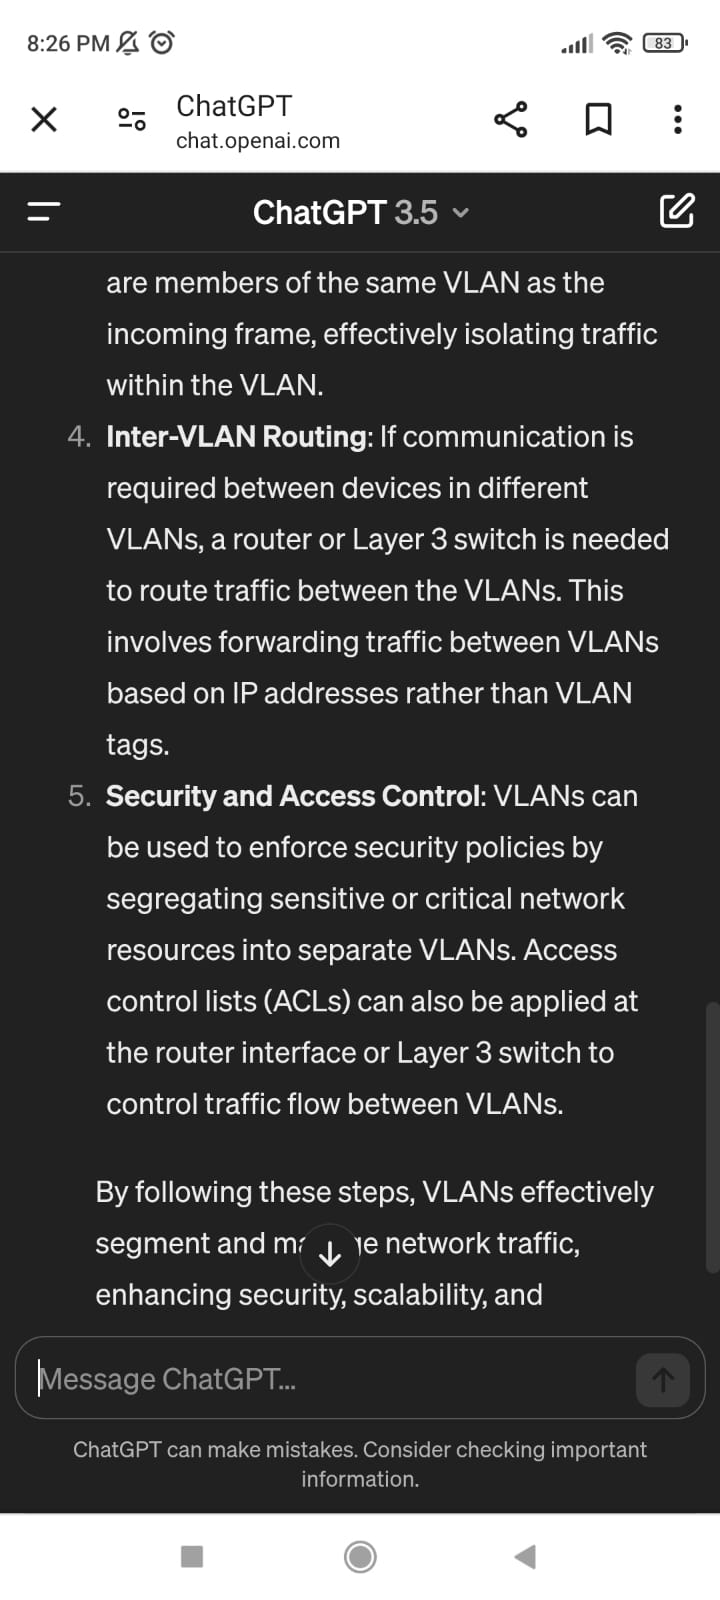 8:26 PM
83
ChatGPT
chat.openai.com
ChatGPT 3.5
are members of the same VLAN as the
incoming frame, effectively isolating traffic
within the VLAN.
4. Inter-VLAN Routing: If communication is
required between devices in different
VLANs, a router or Layer 3 switch is needed
to route traffic between the VLANs. This
involves forwarding traffic between VLANs
based on IP addresses rather than VLAN
tags.
5. Security and Access Control: VLANs can
be used to enforce security policies by
segregating sensitive or critical network
resources into separate VLANs. Access
control lists (ACLs) can also be applied at
the router interface or Layer 3 switch to
control traffic flow between VLANs.
By following these steps, VLANs effectively
segment and network traffic,
enhancing security, scalability, and
Message ChatGPT...
ChatGPT can make mistakes. Consider checking important
information.